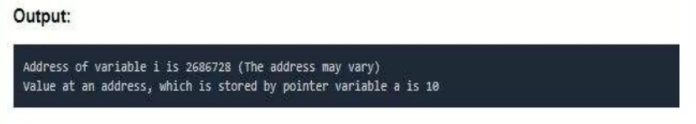 Output:
Address of variable i is 2686728 (The address may vary)
Value at an address, which is stored by pointer variable a is 10